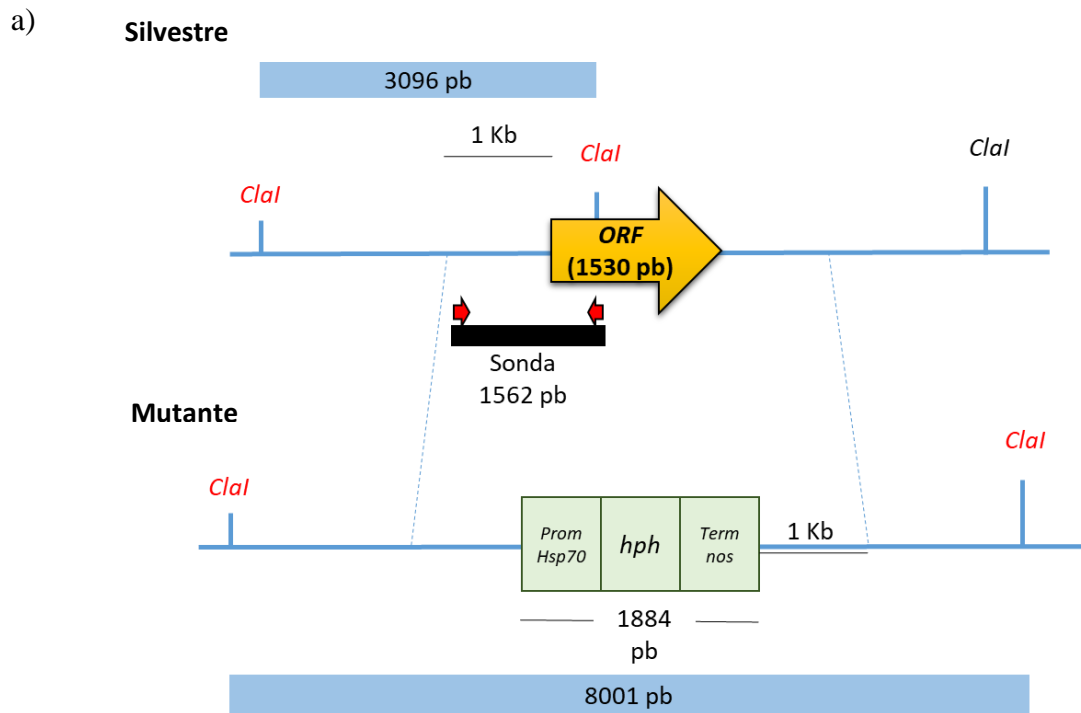 a)
Silvestre
3096 pb
1 Kb
ClaI
ClaI
ClaI
ORF
(1530 pb)
Sonda
1562 pb
Mutante
ClaI
ClaI
Prom
Hsp70
hph
Term
nos
1 Kb
1884
pb
8001 pb